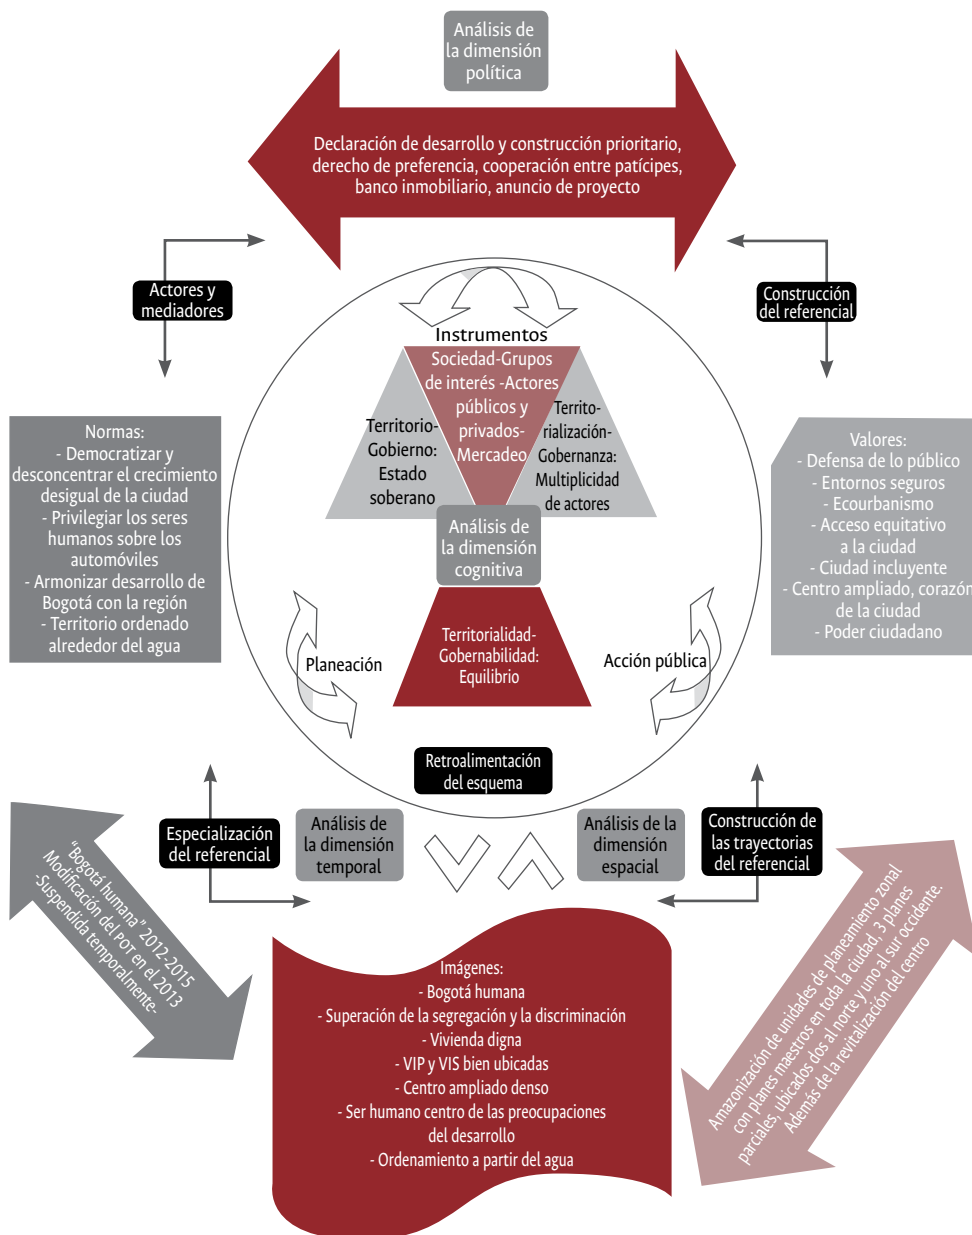 Análisis de
la dimensión
política
Declaración de desarrollo y construcción prioritario,
derecho de preferencia, cooperación entre patícipes,
banco inmobiliario, anuncio de proyecto
Actores y
mediadores
Construcción
del referencial
Instrumentos
Sociedad-Grupos
de interés -Actores
públicos y
privados-
Mercadeo
Territorio-
Gobierno:
Estado
soberano
Territo-
rialización-
Gobernanza:
Multiplicidad
de actores
Análisis de
la dimensión
cognitiva
Territorialidad-
Gobernabilidad:
Equilibrio
Planeación
Acción pública
Normas:
- Democratizar y
desconcentrar el crecimiento
desigual de la ciudad
- Privilegiar los seres
humanos sobre los
automóviles
- Armonizar desarrollo de
Bogotá con la región
- Territorio ordenado
alrededor del agua
Valores:
- Defensa de lo público
- Entornos seguros
- Ecourbanismo
- Acceso equitativo
a la ciudad
- Ciudad incluyente
- Centro ampliado, corazón
de la ciudad
- Poder ciudadano
Retroalimentación
del esquema
Especialización
del referencial
Análisis de
la dimensión
temporal
Análisis de la
dimensión
espacial
Construcción de
las trayectorias
del referencial
"Bogotá humana" 2012-2015
Modificación del POT en el 2013
-Suspendida temporalmente-
Imágenes:
- Bogotá humana
- Superación de la segregación y la discriminación
- Vivienda digna
- VIP y VIS bien ubicadas
- Centro ampliado denso
- Ser humano centro de las preocupaciones
del desarrollo
- Ordenamiento a partir del agua
Amazonización de unidades de planeamiento zonal
con planes maestros en toda la ciudad, 3 planes
parciales, ubicados dos al norte y uno al sur occidente.
Además de la revitalización del centro